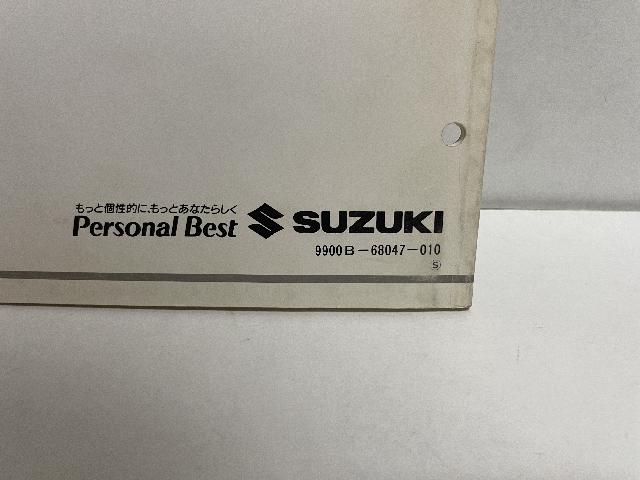 もっと個性的に、もっとあなたらしく
Personal Best SUZUKI
9900B-68047-010
S